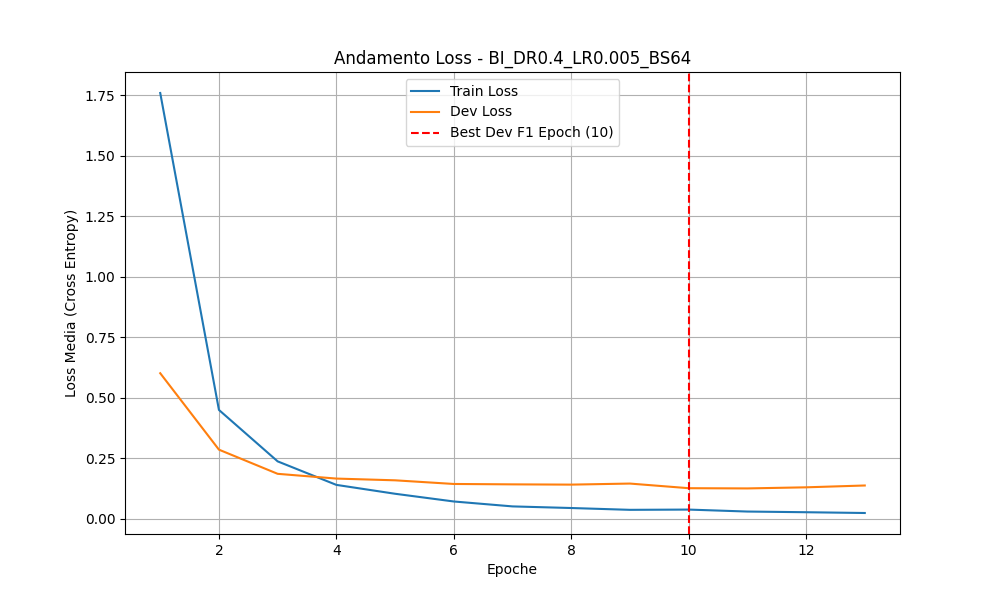 Andamento Loss - BI_DR0.4_LR0.005_BS64
Train Loss
Dev Loss
Best Dev F1 Epoch (10)
Loss Media (Cross Entropy)
1.75
1.50
1.25
1.00
0.75
0.50
0.25
0.00
2 4 6 8 10 12
Epoche